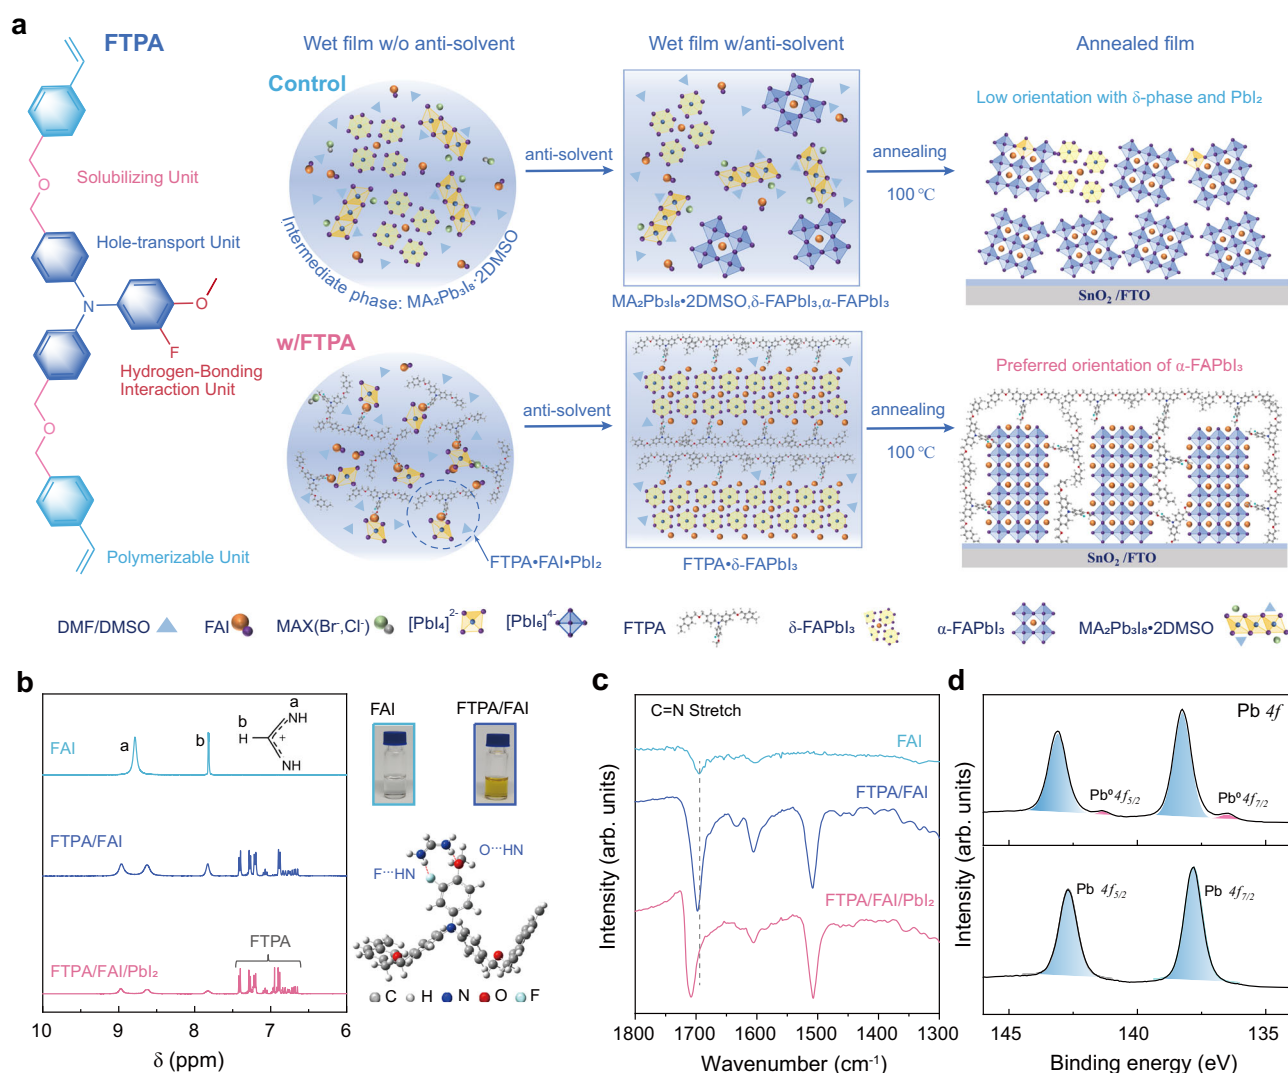 a
FTPA
Wet film w/o anti-solvent
Wet film w/anti-solvent
Annealed film
Control
Low orientation with δ-phase and PbI₂
anti-solvent
annealing
100 ℃
Solubilizing Unit
O
Hole-transport Unit
Intermediate phase: MA₂Pb₃I₈·2DMSO
MA₂Pb₃I₈•2DMSO,δ-FAPbI₃,α-FAPbI₃
SnO₂ /FTO
N
O
F
w/FTPA
Hydrogen-Bonding
Interaction Unit
Preferred orientation of α-FAPbI₃
anti-solvent
annealing
100 ℃
O
Polymerizable Unit
FTPA•FAI•PbI₂
FTPA•δ-FAPbI₃
SnO₂ /FTO
DMF/DMSO
FAI
MAX(Br⁻,Cl⁻)
[PbI₄]²⁻
[PbI₆]⁴⁻
FTPA
δ-FAPbI₃
α-FAPbI₃
MA₂Pb₃I₈•2DMSO
b
FAI
a
b
a
b
NH
H
+
NH
FTPA/FAI
FTPA
FTPA/FAI/PbI₂
10 9 8 7 6
δ (ppm)
FAI
FTPA/FAI
O···HN
F···HN
C H N O F
c
C=N Stretch
FAI
FTPA/FAI
FTPA/FAI/PbI₂
Intensity (arb. units)
1800 1700 1600 1500 1400 1300
Wavenumber (cm⁻¹)
d
Pb 4f
Pb⁰ 4f₅/₂
Pb⁰ 4f₇/₂
Pb 4f₅/₂
Pb 4f₇/₂
Intensity (arb. units)
145 140 135
Binding energy (eV)